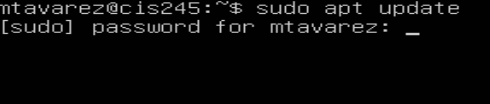 mtavarez@cis245:~$ sudo apt update
[sudo] password for mtavarez: _